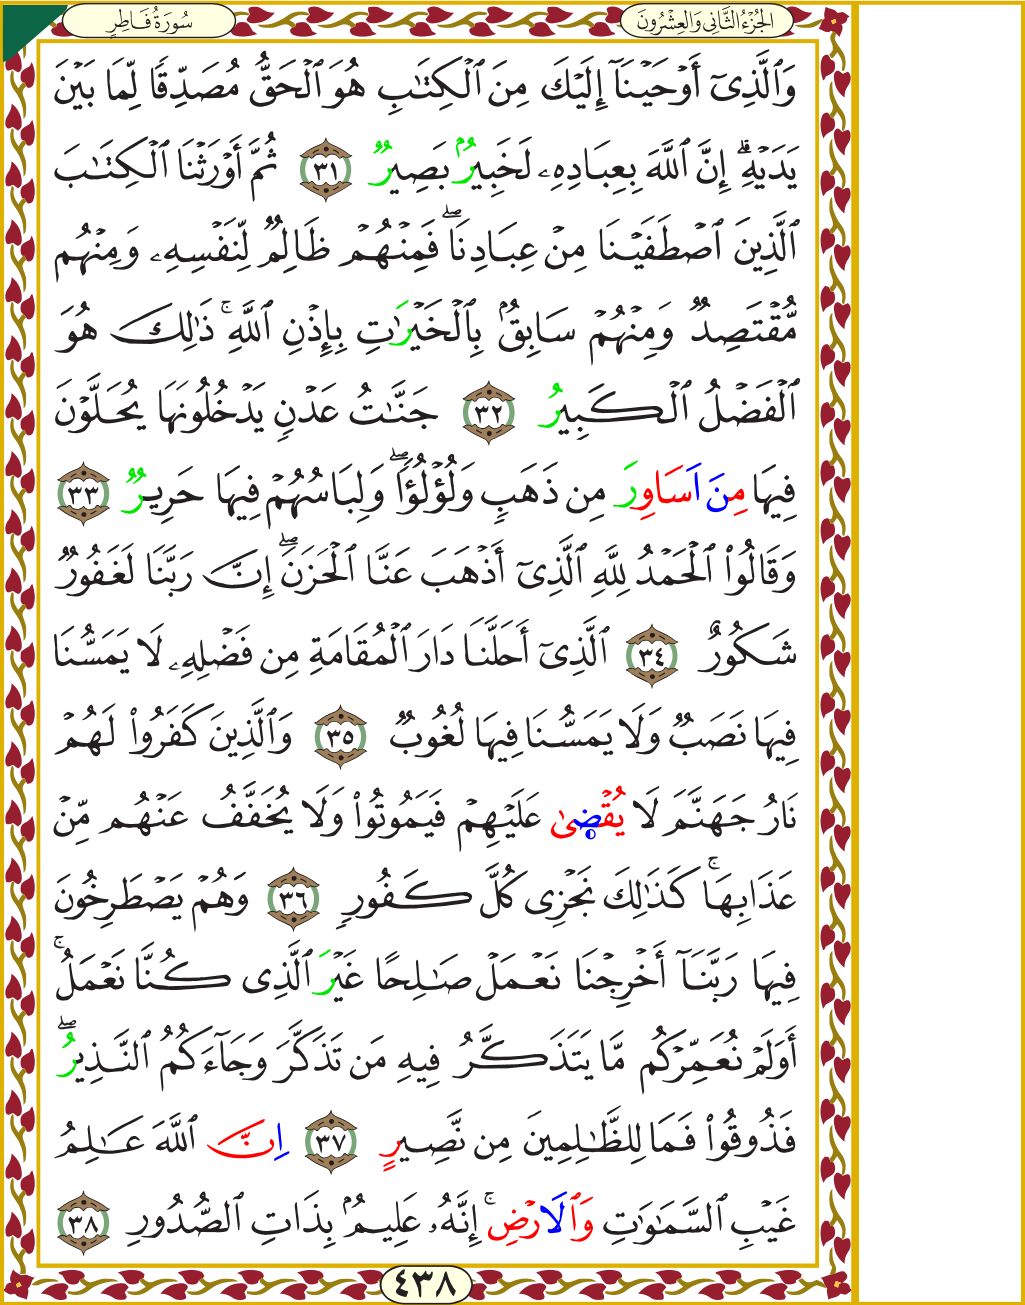 سُورَةُ فَاطِرٍ
الجُزْءُ الثَّانِي وَالعِشْرُونَ
وَٱلَّذِىٓ أَوْحَيْنَآ إِلَيْكَ مِنَ ٱلْكِتَٰبِ هُوَ ٱلْحَقُّ مُصَدِّقًا لِّمَا بَيْنَ
يَدَيْهِۗ إِنَّ ٱللَّهَ بِعِبَادِهِۦ لَخَبِيرٌۢ بَصِيرٌ ٣١ ثُمَّ أَوْرَثْنَا ٱلْكِتَٰبَ
ٱلَّذِينَ ٱصْطَفَيْنَا مِنْ عِبَادِنَاۖ فَمِنْهُمْ ظَالِمٌ لِّنَفْسِهِۦ وَمِنْهُم
مُّقْتَصِدٌ وَمِنْهُمْ سَابِقٌۢ بِٱلْخَيْرَٰتِ بِإِذْنِ ٱللَّهِۚ ذَٰلِكَ هُوَ
ٱلْفَضْلُ ٱلْكَبِيرُ ٣٢ جَنَّٰتُ عَدْنٍ يَدْخُلُونَهَا يُحَلَّوْنَ
فِيهَا مِنَ اَسَاوِرَ مِن ذَهَبٍ وَلُؤْلُؤًاۖ وَلِبَاسُهُمْ فِيهَا حَرِيرٌ ٣٣
وَقَالُوا۟ ٱلْحَمْدُ لِلَّهِ ٱلَّذِىٓ أَذْهَبَ عَنَّا ٱلْحَزَنَۖ إِنَّ رَبَّنَا لَغَفُورٌ
شَكُورٌ ٣٤ ٱلَّذِىٓ أَحَلَّنَا دَارَ ٱلْمُقَامَةِ مِن فَضْلِهِۦ لَا يَمَسُّنَا
فِيهَا نَصَبٌ وَلَا يَمَسُّنَا فِيهَا لُغُوبٌ ٣٥ وَٱلَّذِينَ كَفَرُوا۟ لَهُمْ
نَارُ جَهَنَّمَ لَا يُقْضٜىٰ عَلَيْهِمْ فَيَمُوتُوا۟ وَلَا يُخَفَّفُ عَنْهُم مِّنْ
عَذَابِهَاۚ كَذَٰلِكَ نَجْزِى كُلَّ كَفُورٍ ٣٦ وَهُمْ يَصْطَرِخُونَ
فِيهَا رَبَّنَآ أَخْرِجْنَا نَعْمَلْ صَٰلِحًا غَيْرَ ٱلَّذِى كُنَّا نَعْمَلُۚ
أَوَلَمْ نُعَمِّرْكُم مَّا يَتَذَكَّرُ فِيهِ مَن تَذَكَّرَ وَجَآءَكُمُ ٱلنَّذِيرُۖ
فَذُوقُوا۟ فَمَا لِلظَّٰلِمِينَ مِن نَّصِيرٍ ٣٧ اِنَّ ٱللَّهَ عَٰلِمُ
غَيْبِ ٱلسَّمَٰوَٰتِ وَٱلَارْضِۚ إِنَّهُۥ عَلِيمٌۢ بِذَاتِ ٱلصُّدُورِ ٣٨
٤٣٨